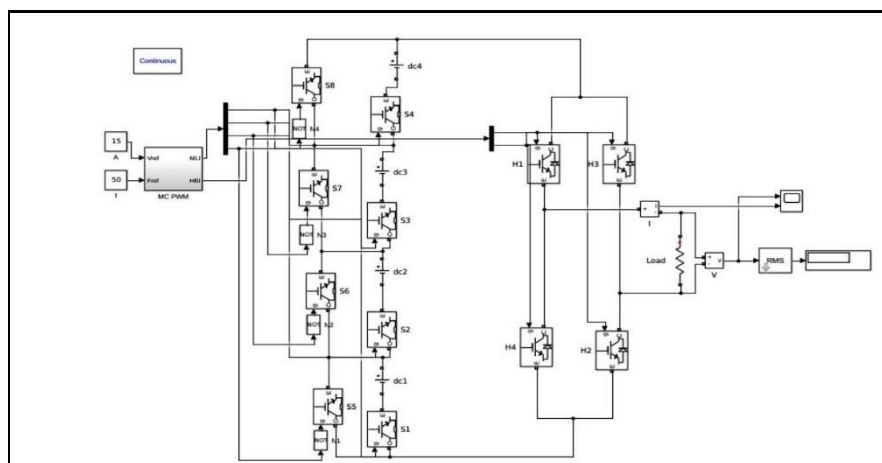 Continuous
15
A
50
Vref
Fref
MLI
HBI
MC PWM
S8
NOT
N4
dc4
S4
S7
NOT
N3
dc3
S3
S6
NOT
N2
dc2
S2
S5
NOT
N1
dc1
S1
H1
H3
H4
H2
I
Load
V
RMS